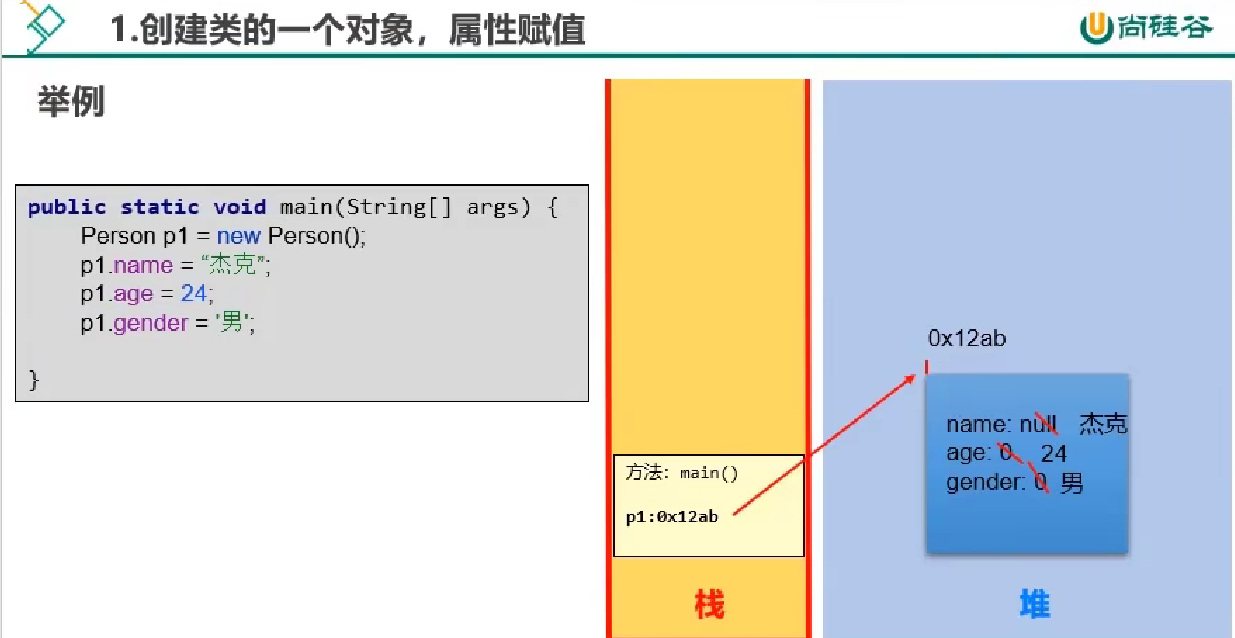 1.创建类的一个对象，属性赋值
尚硅谷
举例
public static void main(String[] args) {
Person p1 = new Person();
p1.name = “杰克”;
p1.age = 24;
p1.gender = '男';
}
0x12ab
name: null 杰克
age: 0 24
gender: 0 男
方法: main()
p1:0x12ab
栈
堆